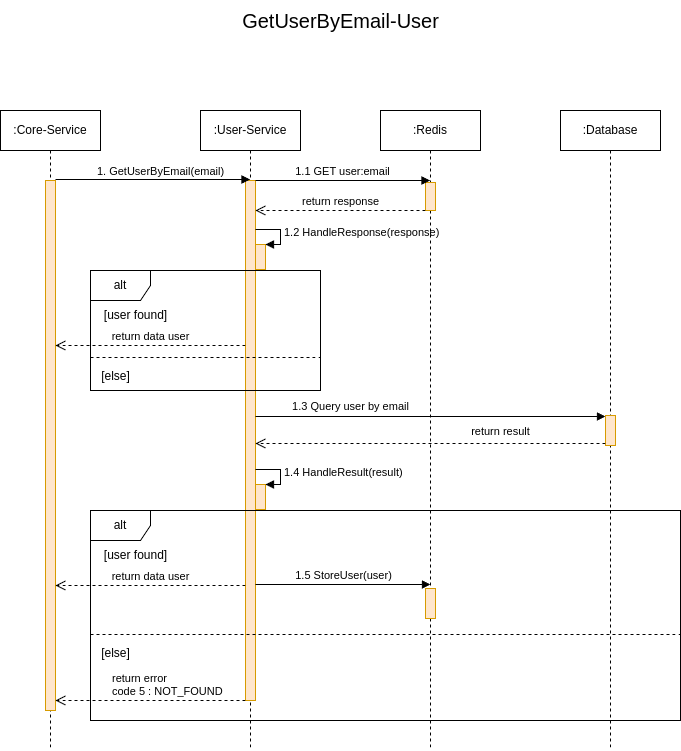 GetUserByEmail-User
:Core-Service
:User-Service
:Redis
:Database
1. GetUserByEmail(email)
1.1 GET user:email
return response
1.2 HandleResponse(response)
alt
[user found]
return data user
[else]
1.3 Query user by email
return result
1.4 HandleResult(result)
alt
[user found]
return data user
1.5 StoreUser(user)
[else]
return error
code 5 : NOT_FOUND